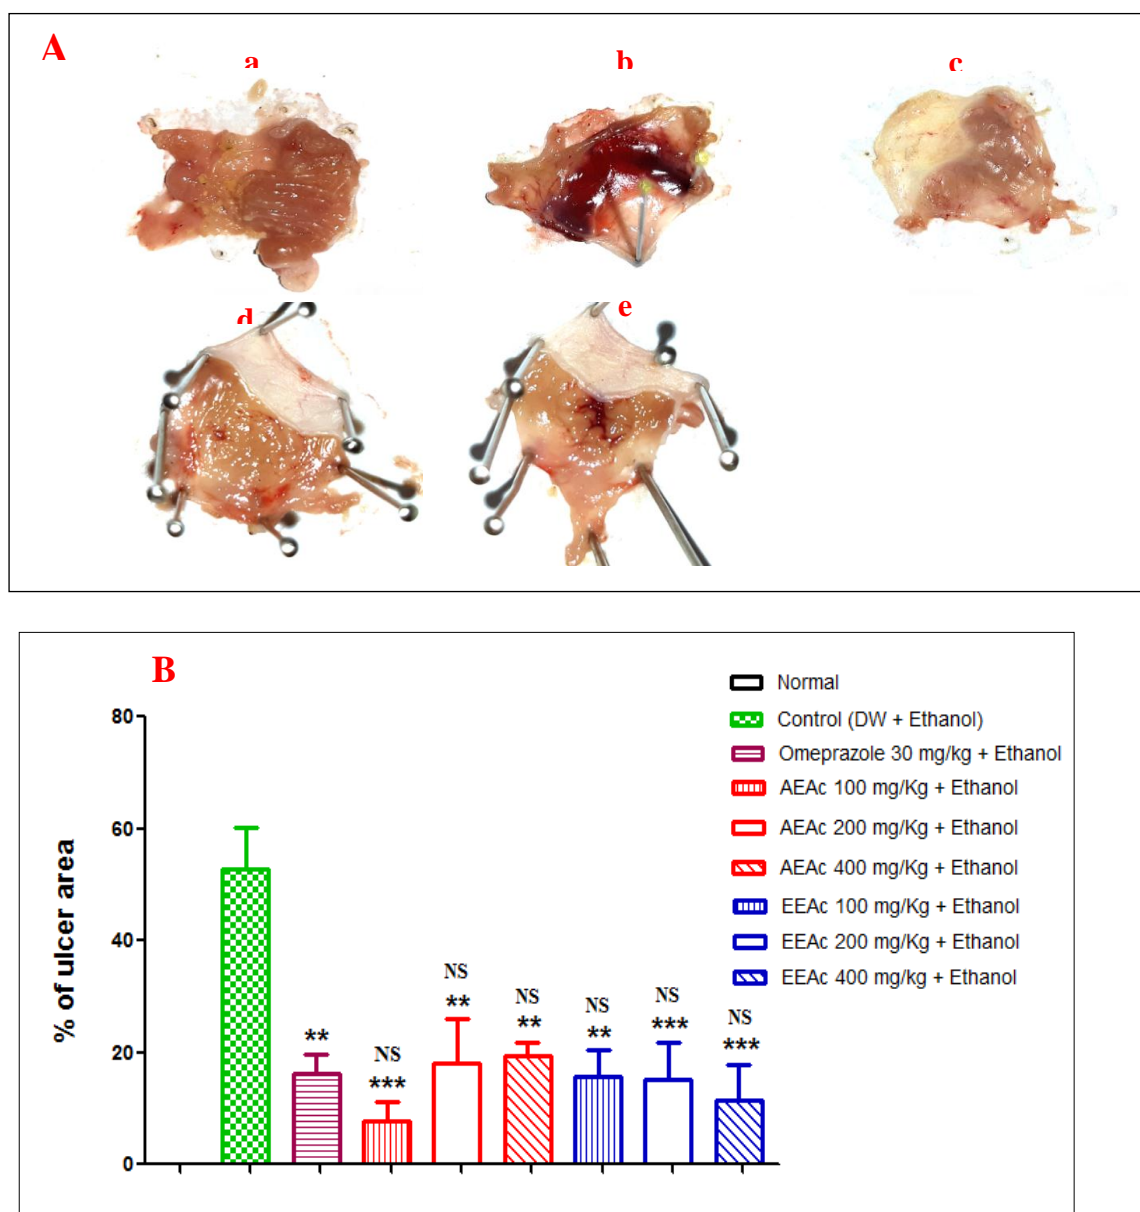 A
a
b
c
d
e
B
80
60
40
20
0
% of ulcer area
**
NS
***
NS
**
NS
**
NS
**
NS
***
NS
***
Normal
Control (DW + Ethanol)
Omeprazole 30 mg/kg + Ethanol
AEAc 100 mg/Kg + Ethanol
AEAc 200 mg/Kg + Ethanol
AEAc 400 mg/Kg + Ethanol
EEAc 100 mg/Kg + Ethanol
EEAc 200 mg/Kg + Ethanol
EEAc 400 mg/Kg + Ethanol